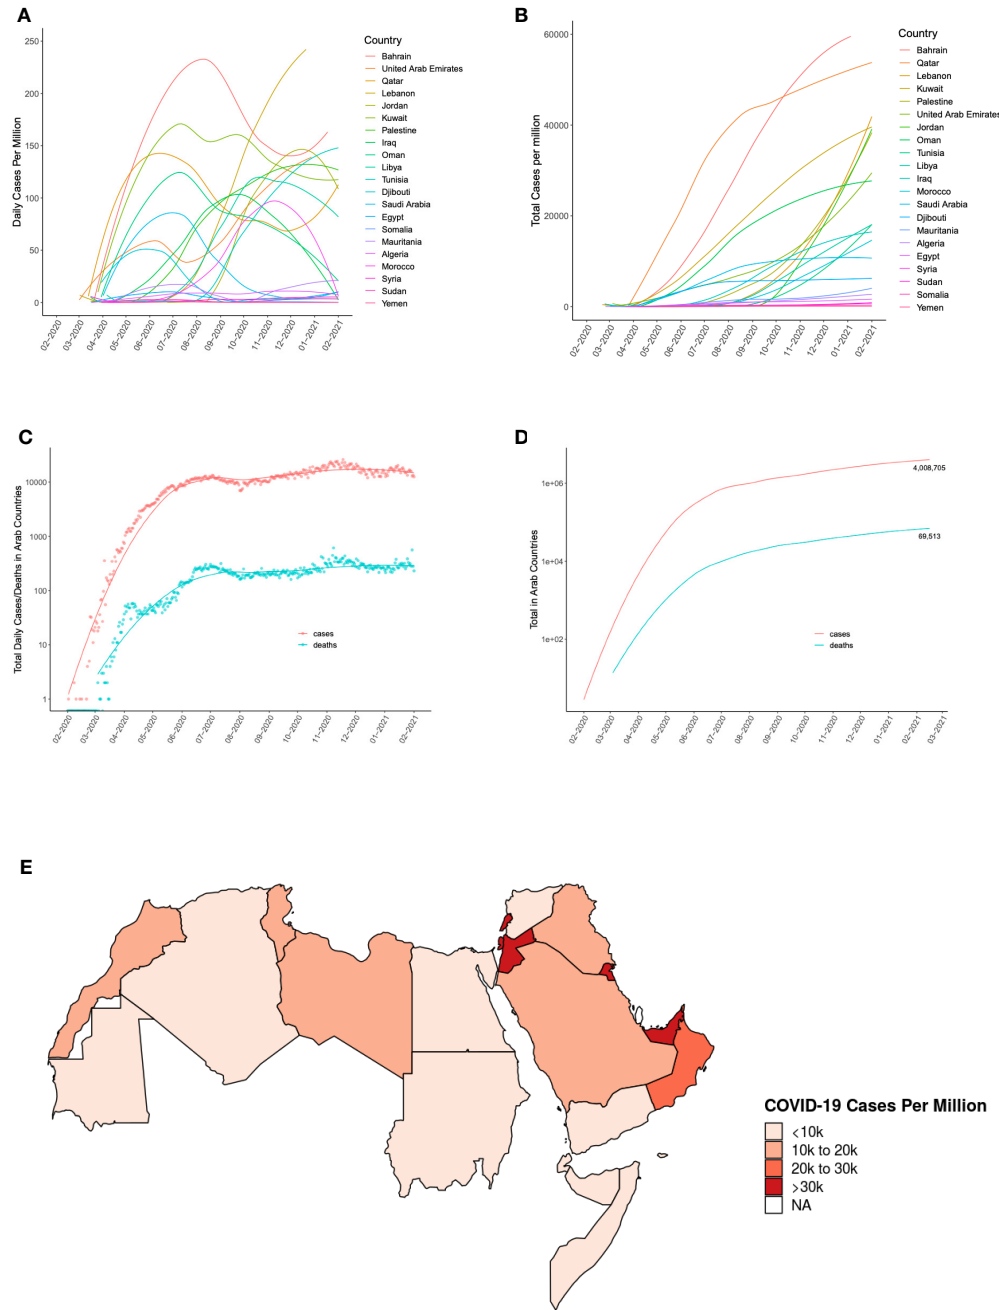 A
Daily Cases Per Million
250
200
150
100
50
0
02−2020
03−2020
04−2020
05−2020
06−2020
07−2020
08−2020
09−2020
10−2020
11−2020
12−2020
01−2021
02−2021
Country
Bahrain
United Arab Emirates
Qatar
Lebanon
Jordan
Kuwait
Palestine
Iraq
Oman
Libya
Tunisia
Djibouti
Saudi Arabia
Egypt
Somalia
Mauritania
Algeria
Morocco
Syria
Sudan
Yemen
B
Total Cases per million
60000
40000
20000
0
02−2020
03−2020
04−2020
05−2020
06−2020
07−2020
08−2020
09−2020
10−2020
11−2020
12−2020
01−2021
02−2021
Country
Bahrain
Qatar
Lebanon
Kuwait
Palestine
United Arab Emirates
Jordan
Oman
Tunisia
Libya
Iraq
Morocco
Saudi Arabia
Djibouti
Mauritania
Algeria
Egypt
Syria
Sudan
Somalia
Yemen
C
Total Daily Cases/Deaths in Arab Countries
10000
1000
100
10
1
cases
deaths
02−2020
03−2020
04−2020
05−2020
06−2020
07−2020
08−2020
09−2020
10−2020
11−2020
12−2020
01−2021
02−2021
D
Total in Arab Countries
1e+06
1e+04
1e+02
4,008,705
69,513
cases
deaths
02−2020
03−2020
04−2020
05−2020
06−2020
07−2020
08−2020
09−2020
10−2020
11−2020
12−2020
01−2021
02−2021
03−2021
E
COVID-19 Cases Per Million
<10k
10k to 20k
20k to 30k
>30k
NA